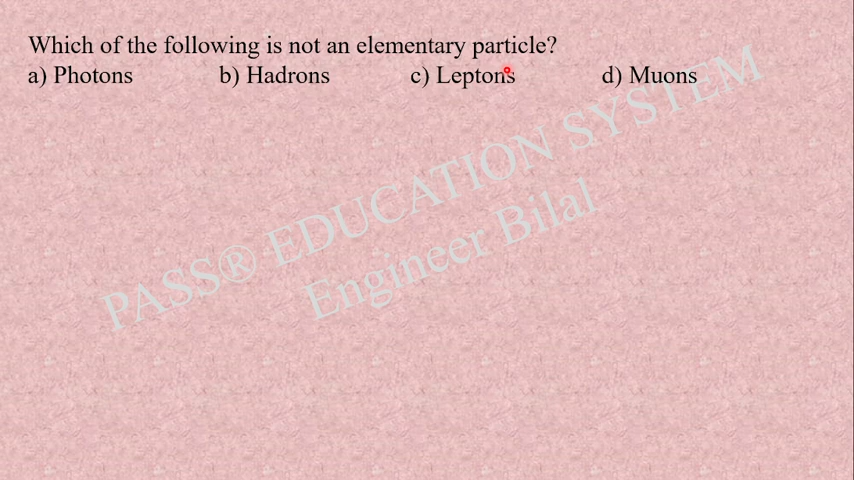 Which of the following is not an elementary particle?
a) Photons b) Hadrons c) Leptons d) Muons
PASS® EDUCATION SYSTEM
Engineer Bilal